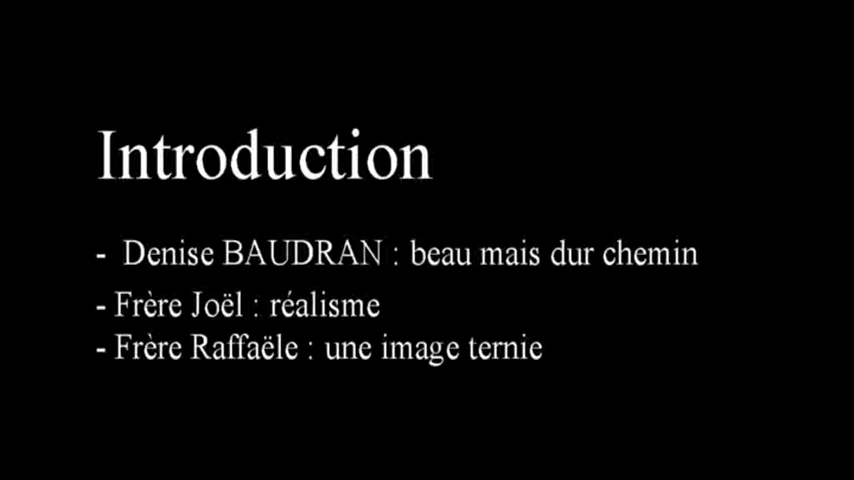 Introduction
- Denise BAUDRAN : beau mais dur chemin
- Frère Joël : réalisme
- Frère Raffaële : une image ternie